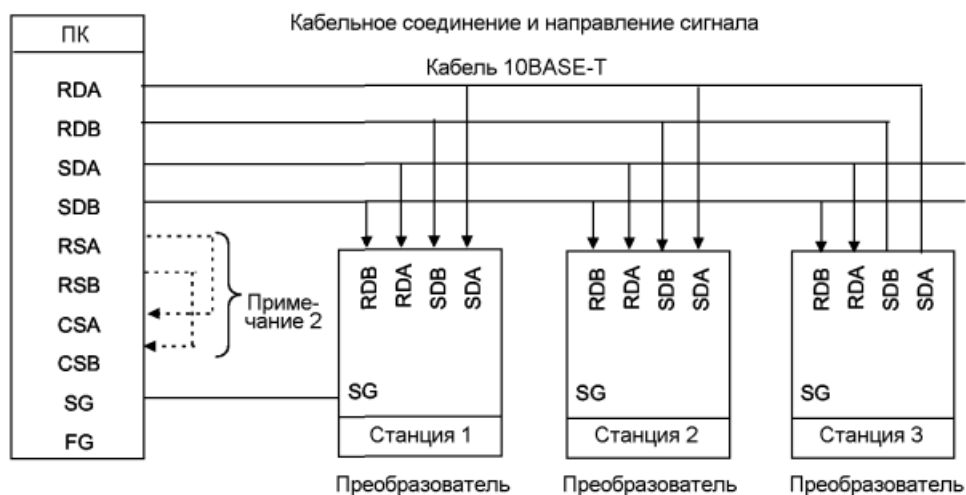 Кабельное соединение и направление сигнала
Кабель 10BASE-T
ПК
RDA
RDB
SDA
SDB
RSA
RSB
CSA
CSB
SG
FG
Приме-
чание 2
RDB
RDA
SDB
SDA
SG
Станция 1
Преобразователь
RDB
RDA
SDB
SDA
SG
Станция 2
Преобразователь
RDB
RDA
SDB
SDA
SG
Станция 3
Преобразователь